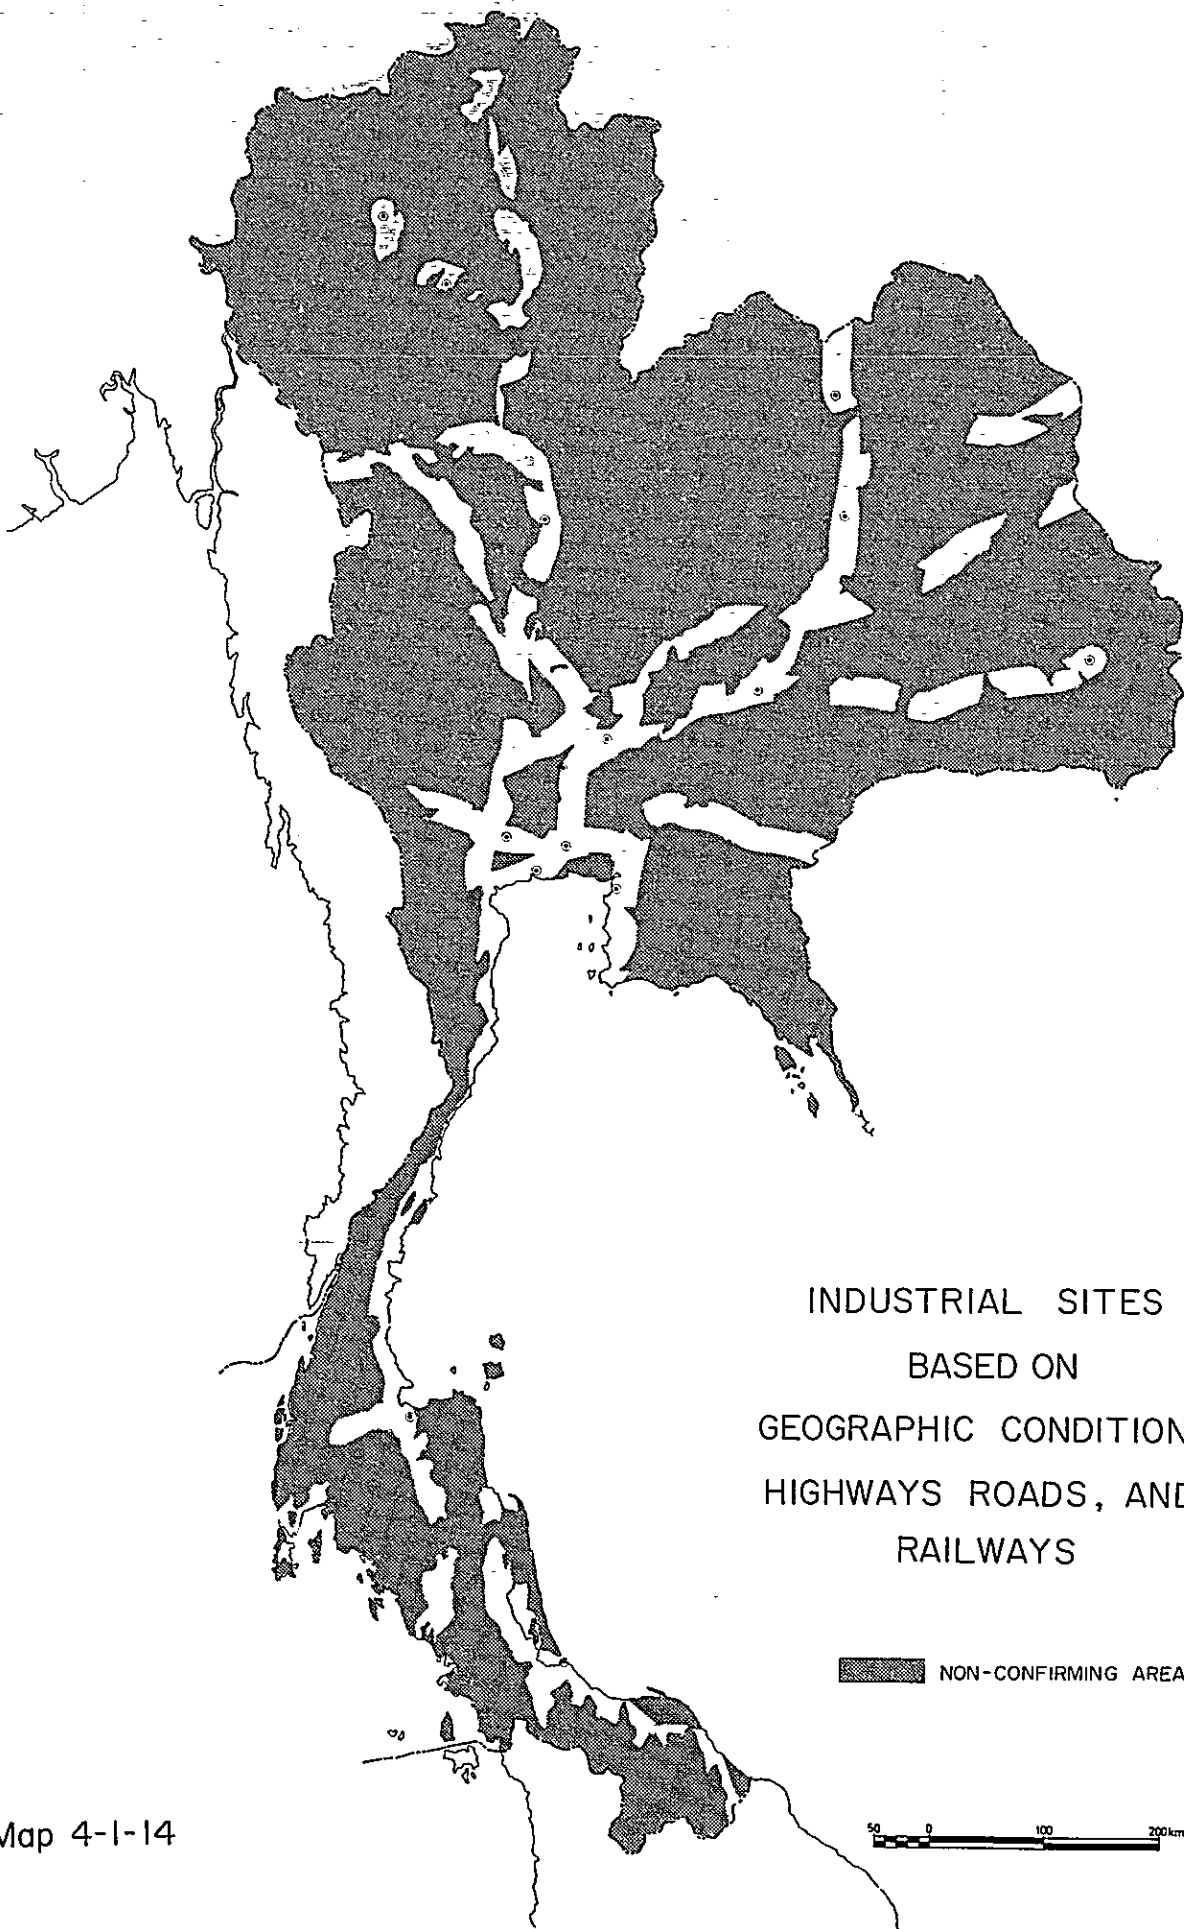 INDUSTRIAL SITES
BASED ON
GEOGRAPHIC CONDITION
HIGHWAYS ROADS, AND
RAILWAYS
NON-CONFIRMING AREA
Map 4-1-14
50 0 100 200km